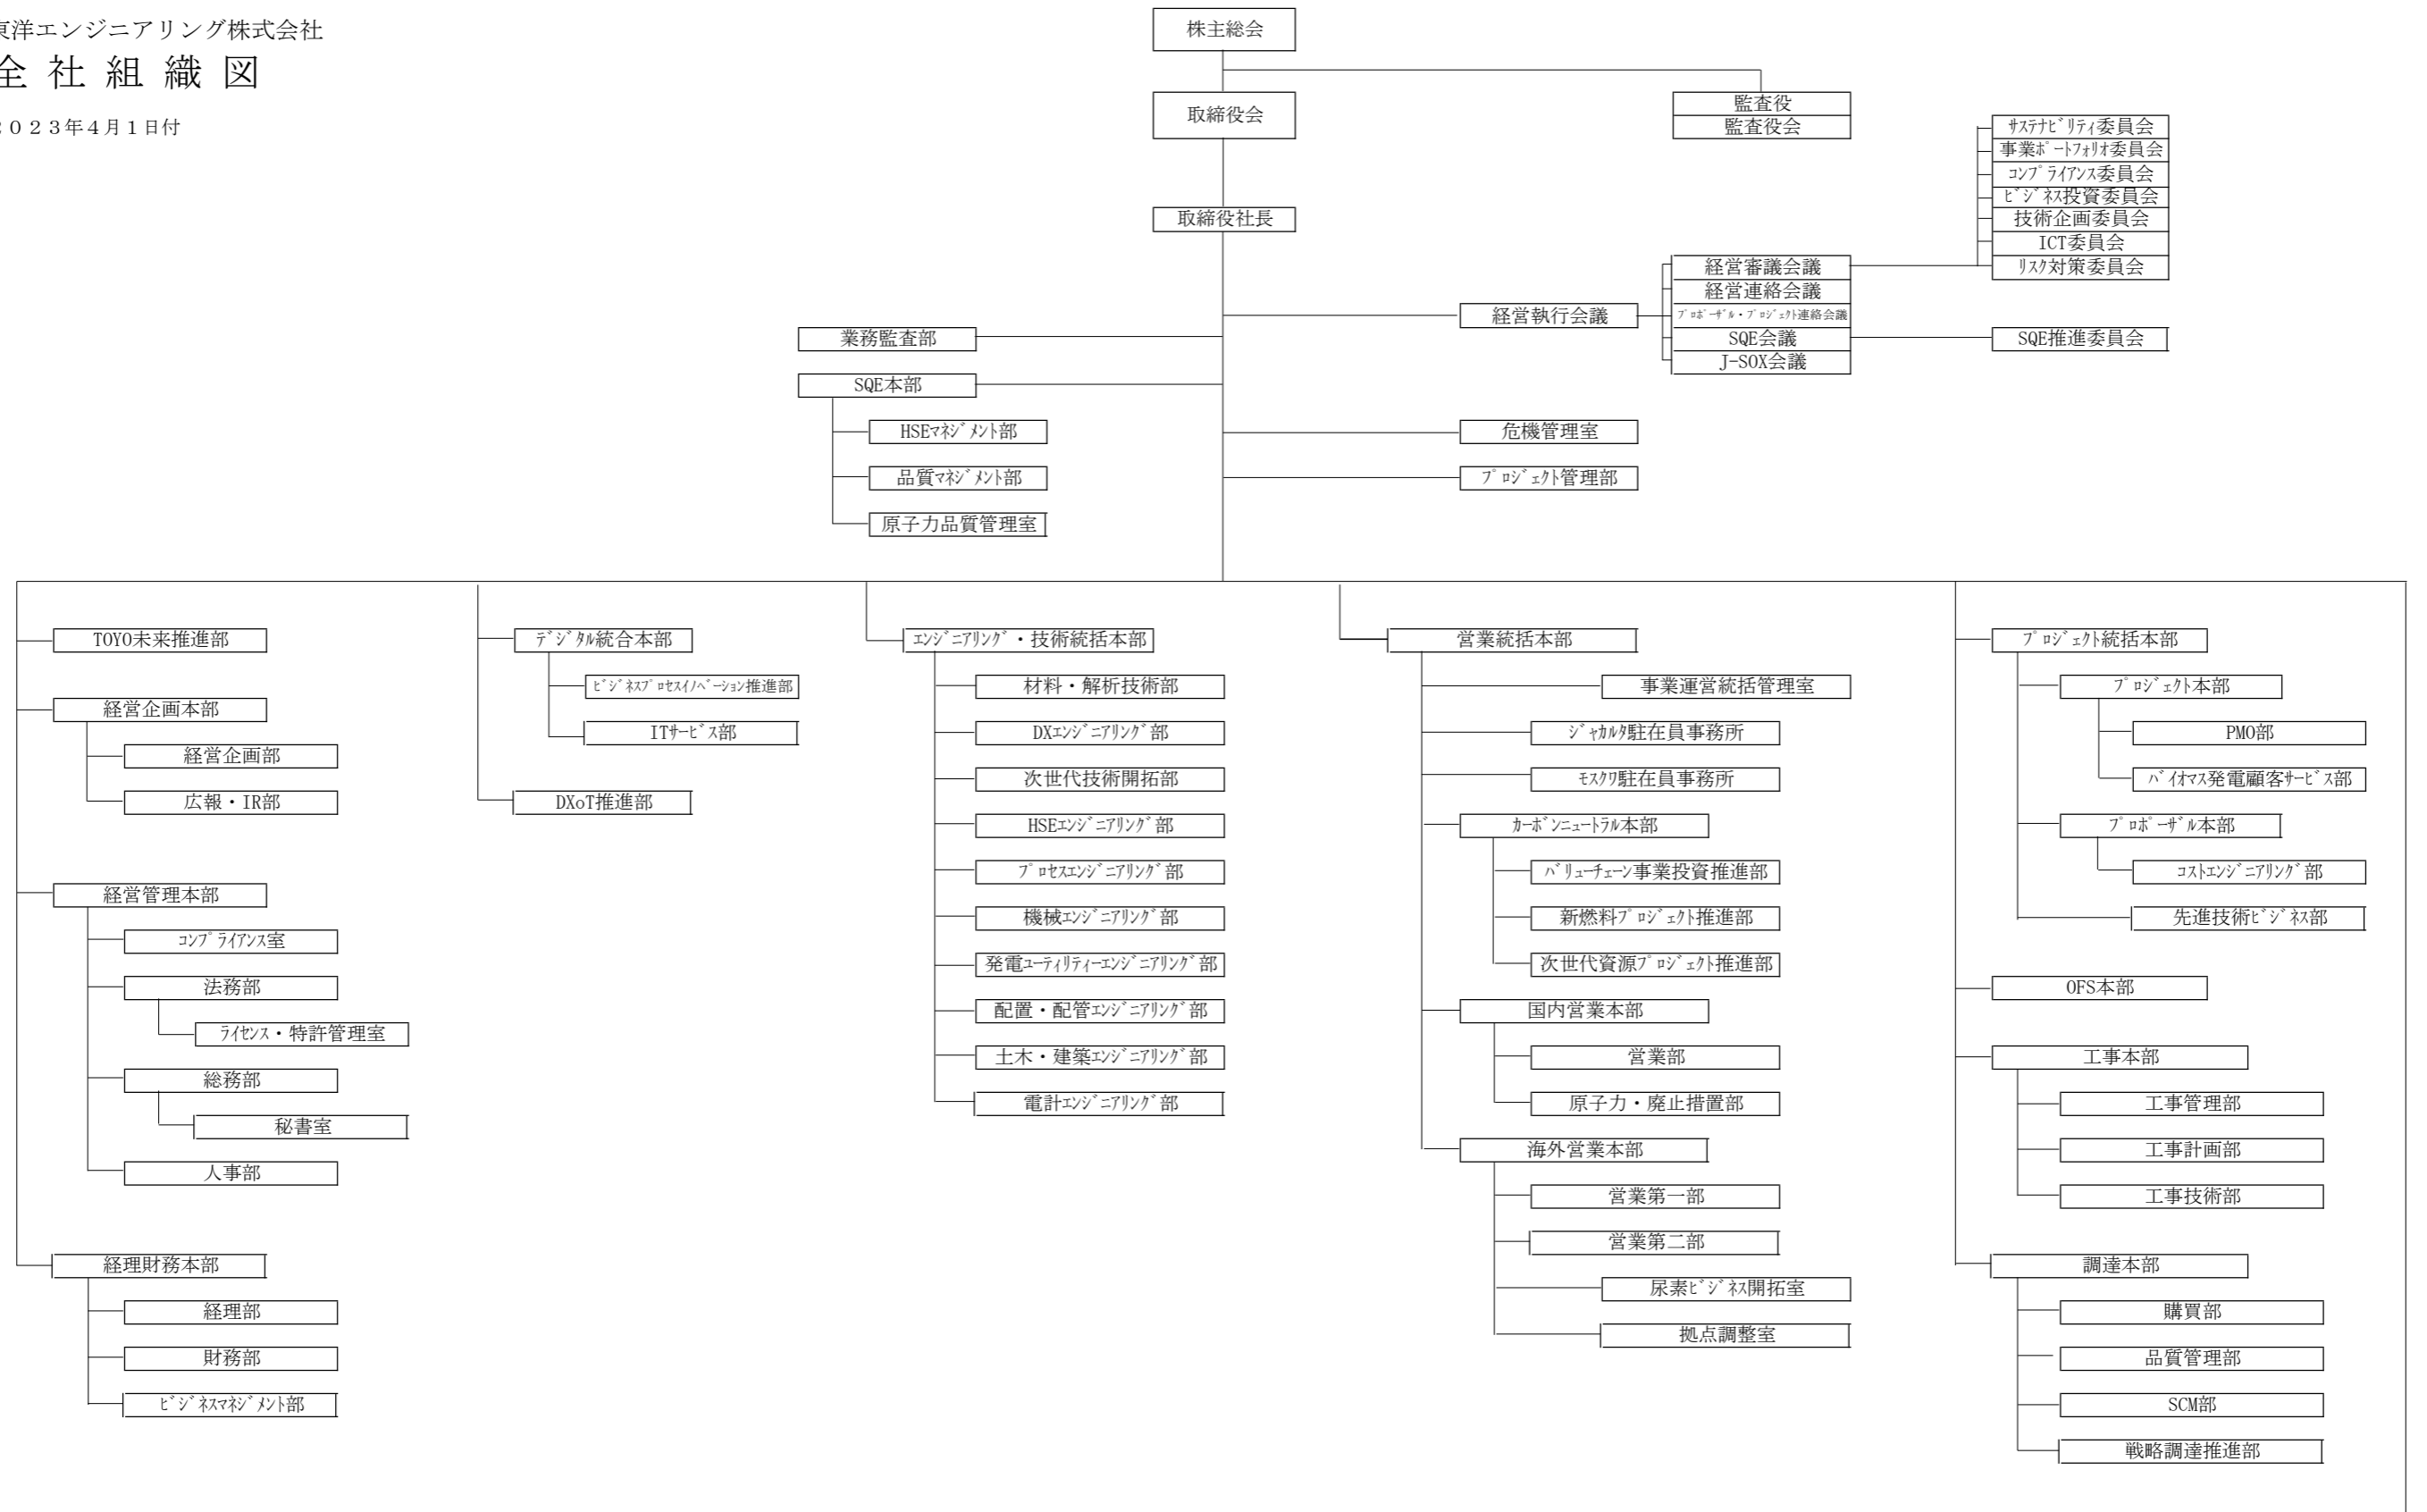 東洋エンジニアリング株式会社
全社組織図
2023年4月1日付
株主総会
取締役会
監査役
監査役会
取締役社長
ｻｽﾃﾅﾋﾞﾘﾃｨ委員会
事業ﾎﾟｰﾄﾌｫﾘｵ委員会
ｺﾝﾌﾟﾗｲｱﾝｽ委員会
ﾋﾞｼﾞﾈｽ投資委員会
技術企画委員会
ICT委員会
ﾘｽｸ対策委員会
経営執行会議
経営審議会議
経営連絡会議
ﾌﾟﾛﾎﾟｰｻﾞﾙ・ﾌﾟﾛｼﾞｪｸﾄ連絡会議
SQE会議
J-SOX会議
SQE推進委員会
業務監査部
SQE本部
HSEﾏﾈｼﾞﾒﾝﾄ部
品質ﾏﾈｼﾞﾒﾝﾄ部
原子力品質管理室
危機管理室
ﾌﾟﾛｼﾞｪｸﾄ管理部
TOYO未来推進部
経営企画本部
経営企画部
広報・IR部
経営管理本部
ｺﾝﾌﾟﾗｲｱﾝｽ室
法務部
ﾗｲｾﾝｽ・特許管理室
総務部
秘書室
人事部
経理財務本部
経理部
財務部
ﾋﾞｼﾞﾈｽﾏﾈｼﾞﾒﾝﾄ部
ﾃﾞｼﾞﾀﾙ統合本部
ﾋﾞｼﾞﾈｽﾌﾟﾛｾｽｲﾉﾍﾞｰｼｮﾝ推進部
ITｻｰﾋﾞｽ部
DXoT推進部
ｴﾝｼﾞﾆｱﾘﾝｸﾞ・技術統括本部
材料・解析技術部
DXｴﾝｼﾞﾆｱﾘﾝｸﾞ部
次世代技術開拓部
HSEｴﾝｼﾞﾆｱﾘﾝｸﾞ部
ﾌﾟﾛｾｽｴﾝｼﾞﾆｱﾘﾝｸﾞ部
機械ｴﾝｼﾞﾆｱﾘﾝｸﾞ部
発電ﾕｰﾃｨﾘﾃｨｰｴﾝｼﾞﾆｱﾘﾝｸﾞ部
配置・配管ｴﾝｼﾞﾆｱﾘﾝｸﾞ部
土木・建築ｴﾝｼﾞﾆｱﾘﾝｸﾞ部
電計ｴﾝｼﾞﾆｱﾘﾝｸﾞ部
営業統括本部
事業運営統括管理室
ｼﾞｬｶﾙﾀ駐在員事務所
ﾓｽｸﾜ駐在員事務所
ｶｰﾎﾞﾝﾆｭｰﾄﾗﾙ本部
ﾊﾞﾘｭｰﾁｪｰﾝ事業投資推進部
新燃料ﾌﾟﾛｼﾞｪｸﾄ推進部
次世代資源ﾌﾟﾛｼﾞｪｸﾄ推進部
国内営業本部
営業部
原子力・廃止措置部
海外営業本部
営業第一部
営業第二部
尿素ﾋﾞｼﾞﾈｽ開拓室
拠点調整室
ﾌﾟﾛｼﾞｪｸﾄ統括本部
ﾌﾟﾛｼﾞｪｸﾄ本部
PMO部
ﾊﾞｲｵﾏｽ発電顧客ｻｰﾋﾞｽ部
ﾌﾟﾛﾎﾟｰｻﾞﾙ本部
ｺｽﾄｴﾝｼﾞﾆｱﾘﾝｸﾞ部
先進技術ﾋﾞｼﾞﾈｽ部
OFS本部
工事本部
工事管理部
工事計画部
工事技術部
調達本部
購買部
品質管理部
SCM部
戦略調達推進部